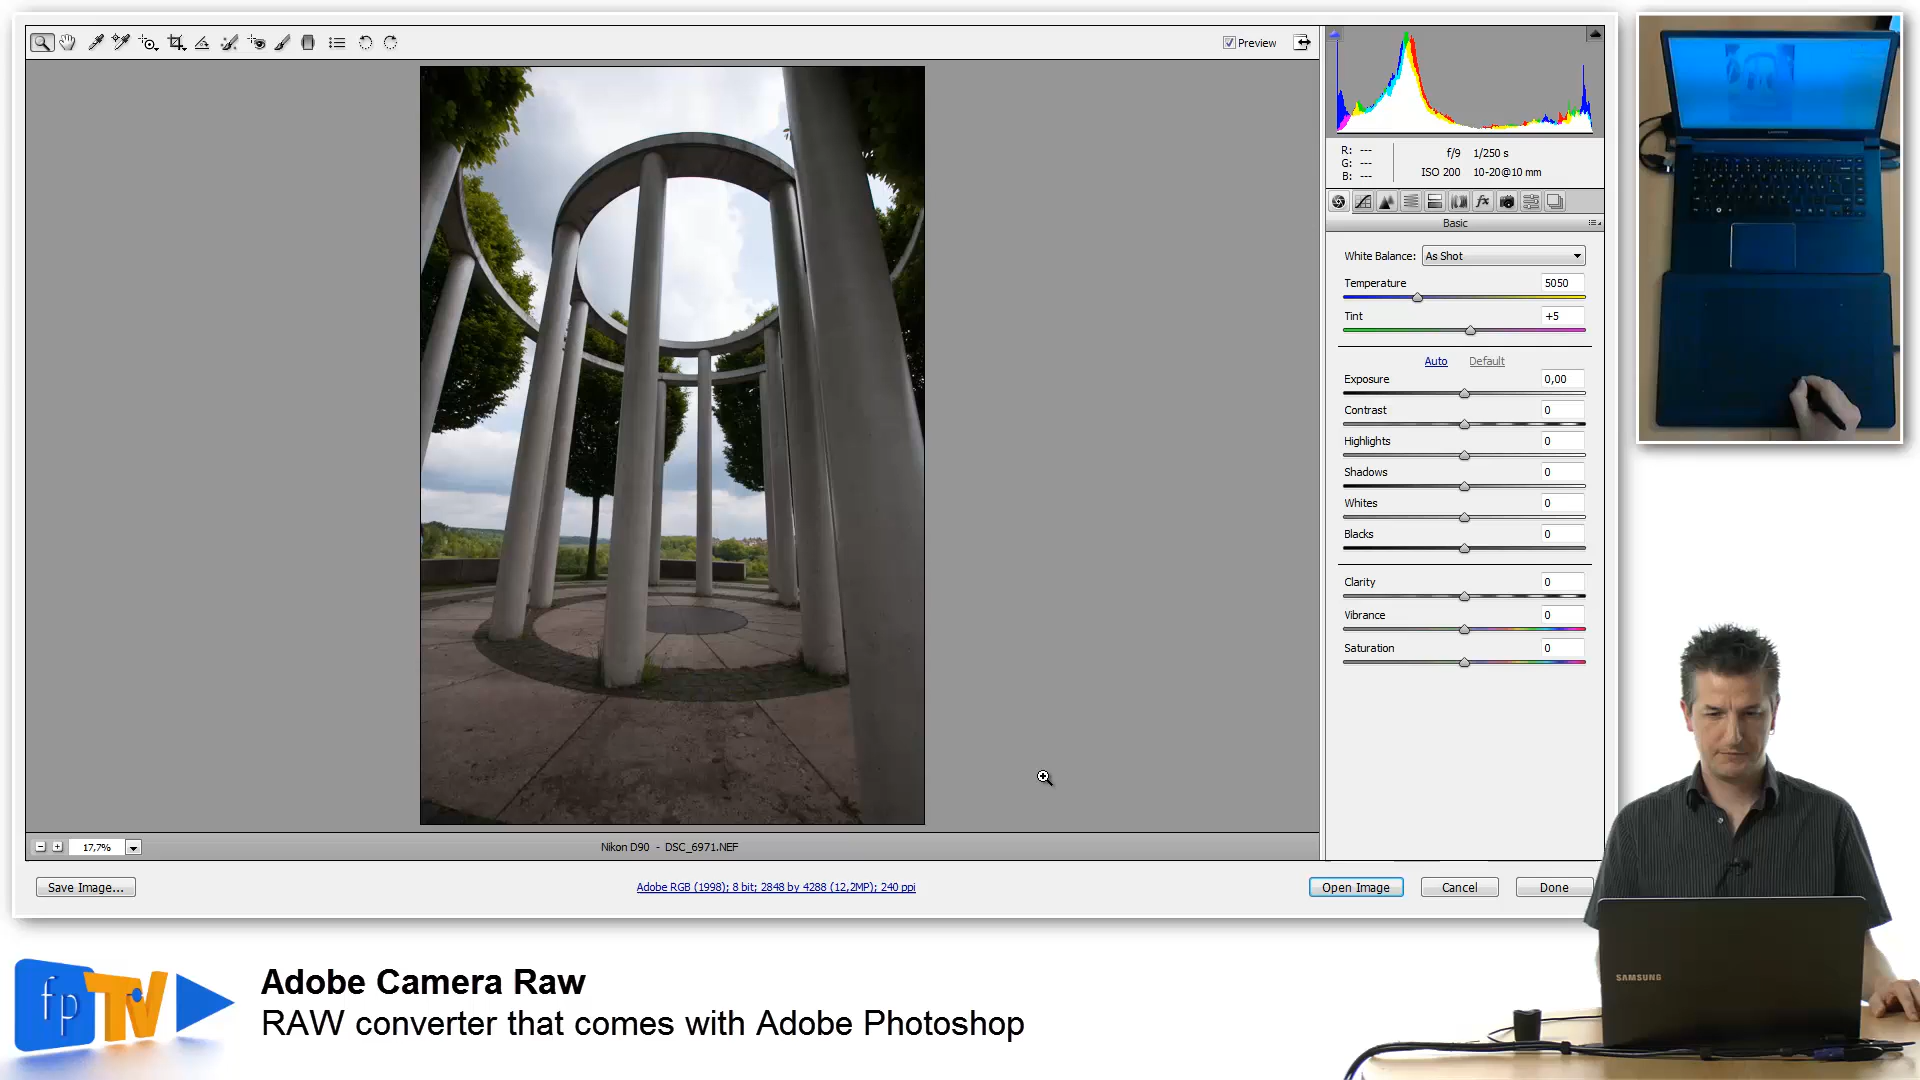 Preview
R: ---
G: ---
B: ---
f/9 1/250 s
ISO 200 10-20@10 mm
Basic
White Balance: As Shot
Temperature 5050
Tint +5
Auto Default
Exposure 0,00
Contrast 0
Highlights 0
Shadows 0
Whites 0
Blacks 0
Clarity 0
Vibrance 0
Saturation 0
17,7%
Nikon D90 - DSC_6971.NEF
Save Image...
Adobe RGB (1998); 8 bit; 2848 by 4288 (12,2MP); 240 ppi
Open Image Cancel Done
fpTV
Adobe Camera Raw
RAW converter that comes with Adobe Photoshop
SAMSUNG